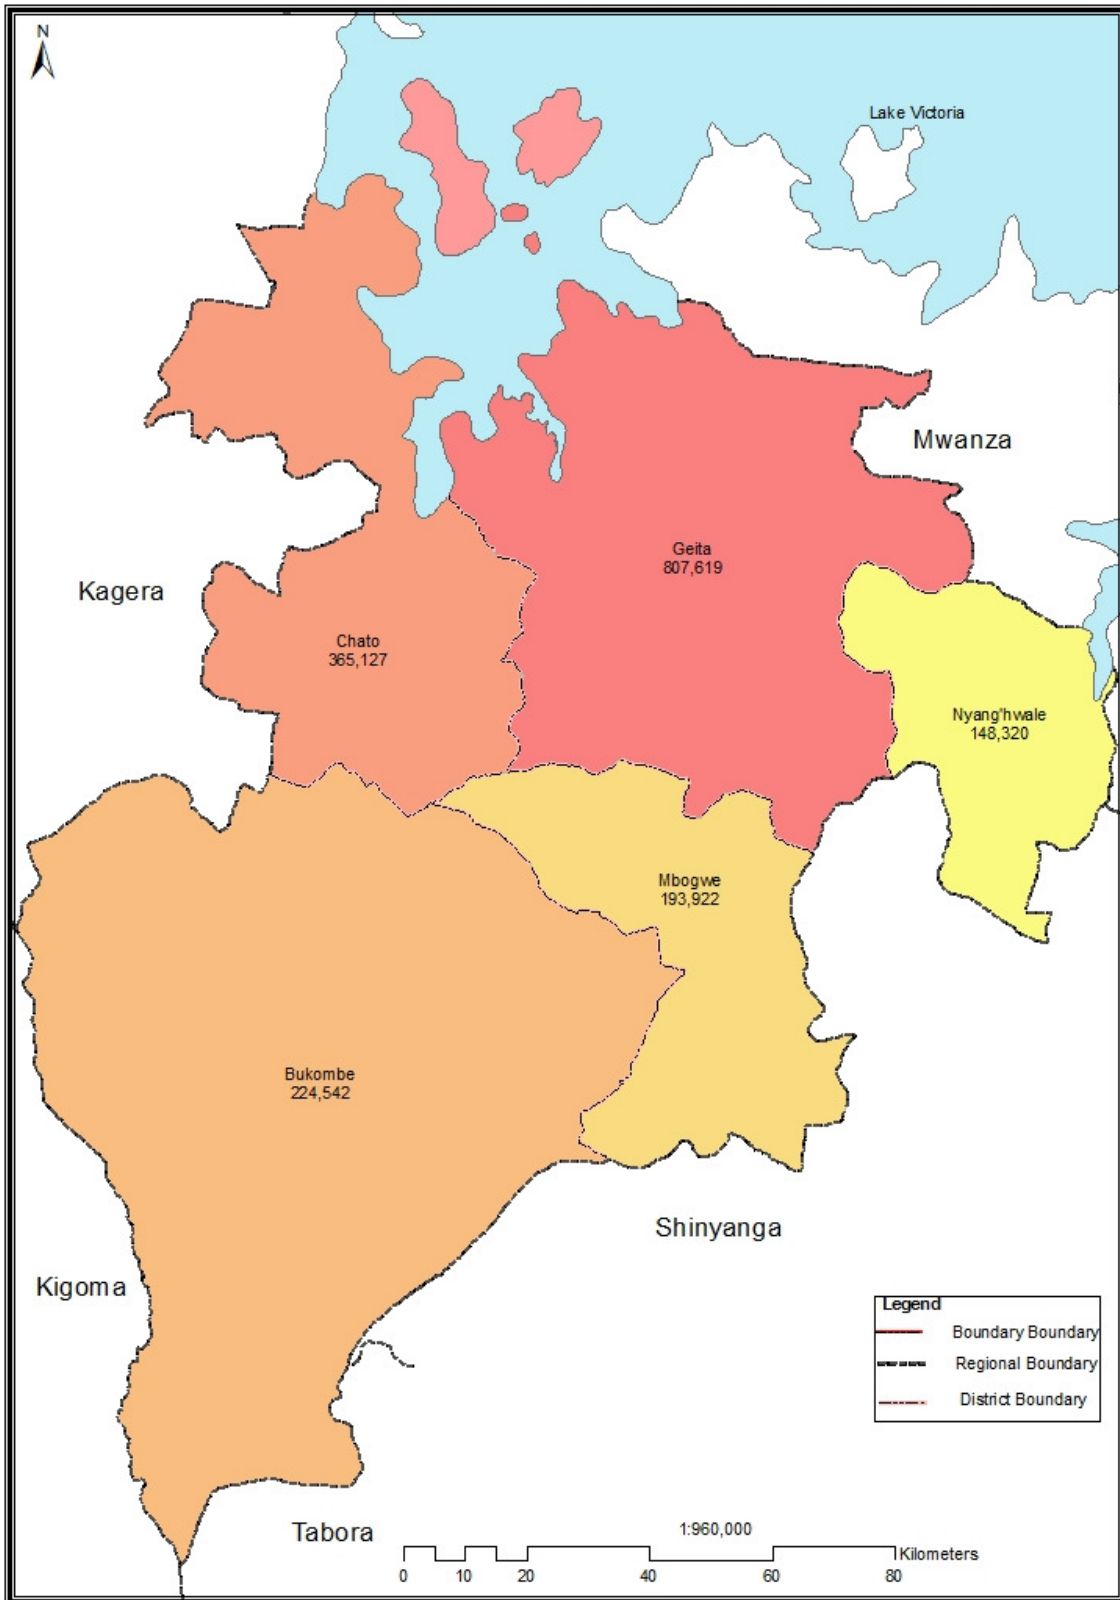 N
Lake Victoria
Mwanza
Geita
807,619
Kagera
Chato
365,127
Nyang'hwale
148,320
Mbogwe
193,922
Bukombe
224,542
Shinyanga
Kigoma
Legend
Boundary Boundary
Regional Boundary
District Boundary
Tabora
1:960,000
Kilometers
0 10 20 40 60 80